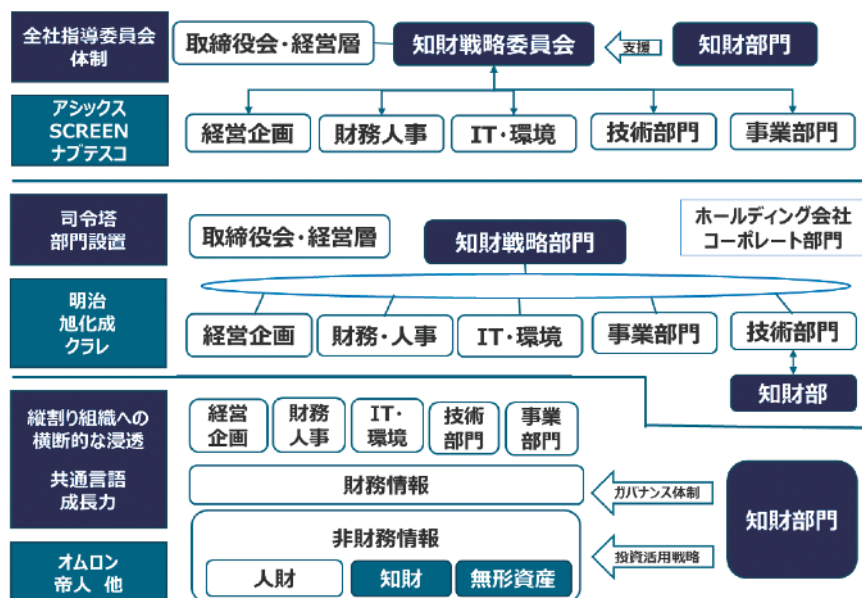 全社指導委員会
体制
取締役会・経営層
知財戦略委員会
支援
知財部門
アシックス
SCREEN
ナブテスコ
経営企画
財務人事
IT・環境
技術部門
事業部門
司令塔
部門設置
取締役会・経営層
知財戦略部門
ホールディング会社
コーポレート部門
明治
旭化成
クラレ
経営企画
財務・人事
IT・環境
事業部門
技術部門
知財部
縦割り組織への
横断的な浸透
共通言語
成長力
経営
企画
財務
人事
IT・
環境
技術
部門
事業
部門
財務情報
ガバナンス体制
知財部門
非財務情報
投資活用戦略
オムロン
帝人 他
人財
知財
無形資産